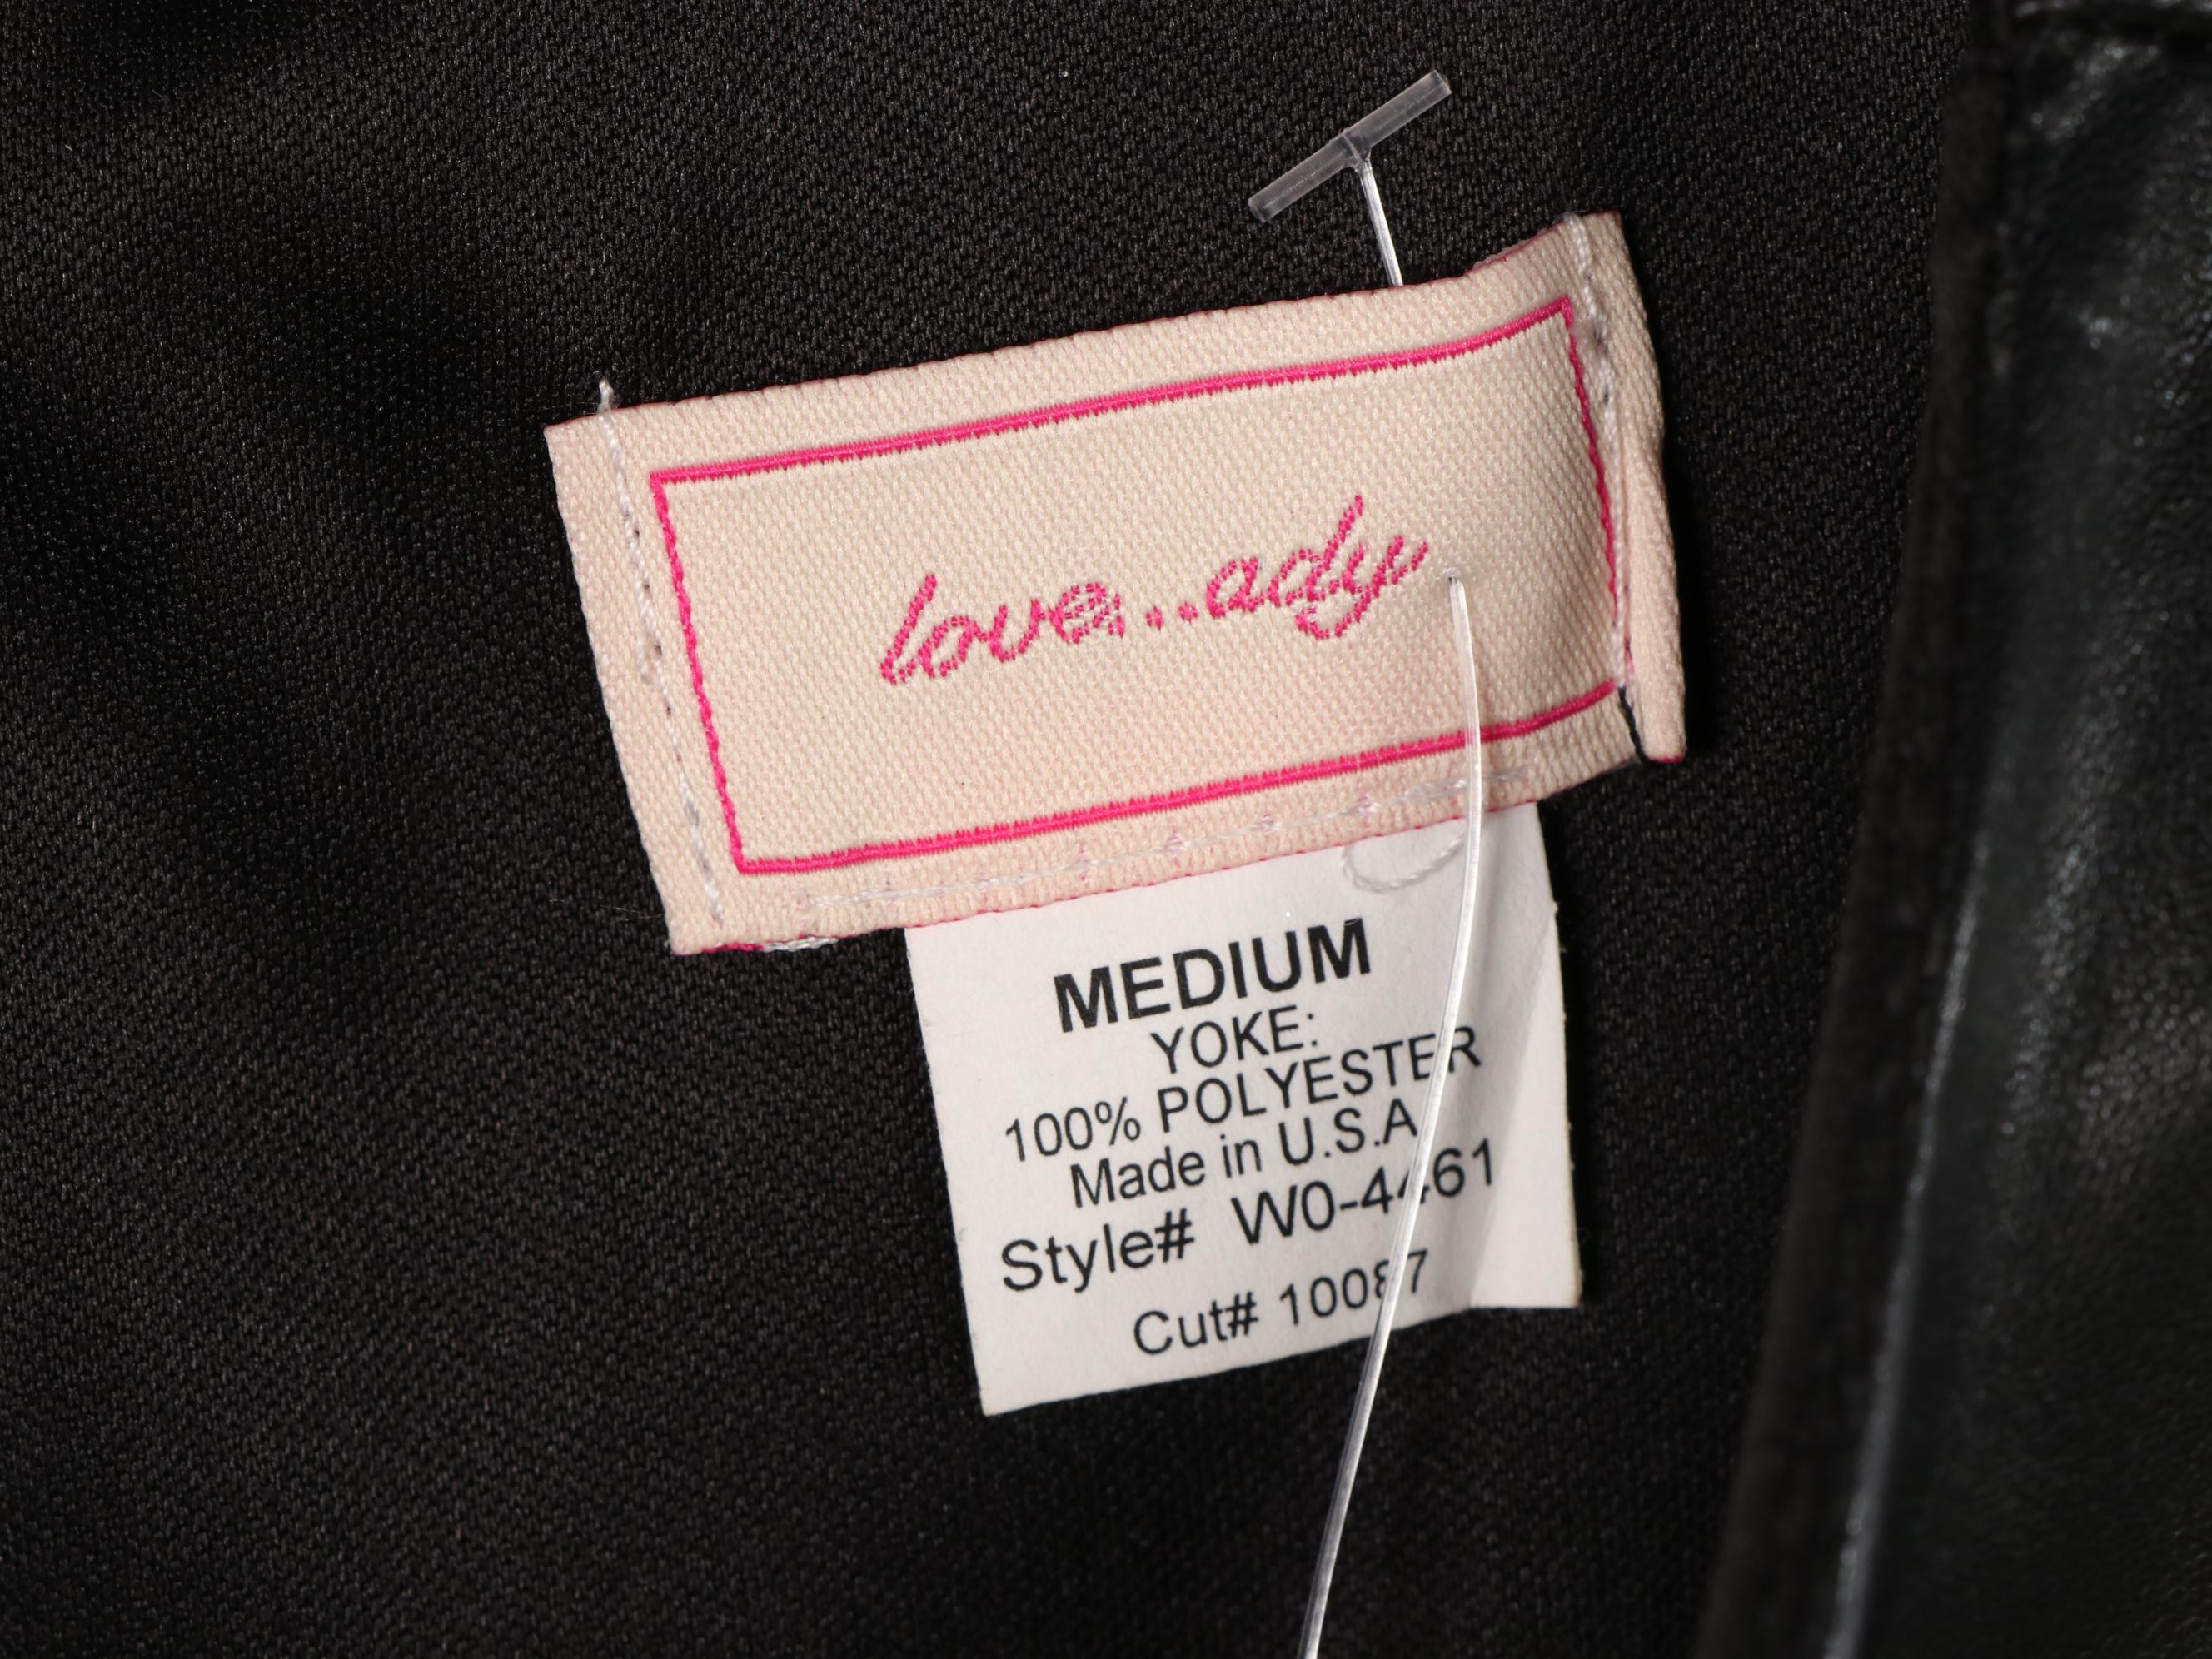 love...ady
MEDIUM
YOKE:
100% POLYESTER
Made in U.S.A
Style# W0-4461
Cut# 10087